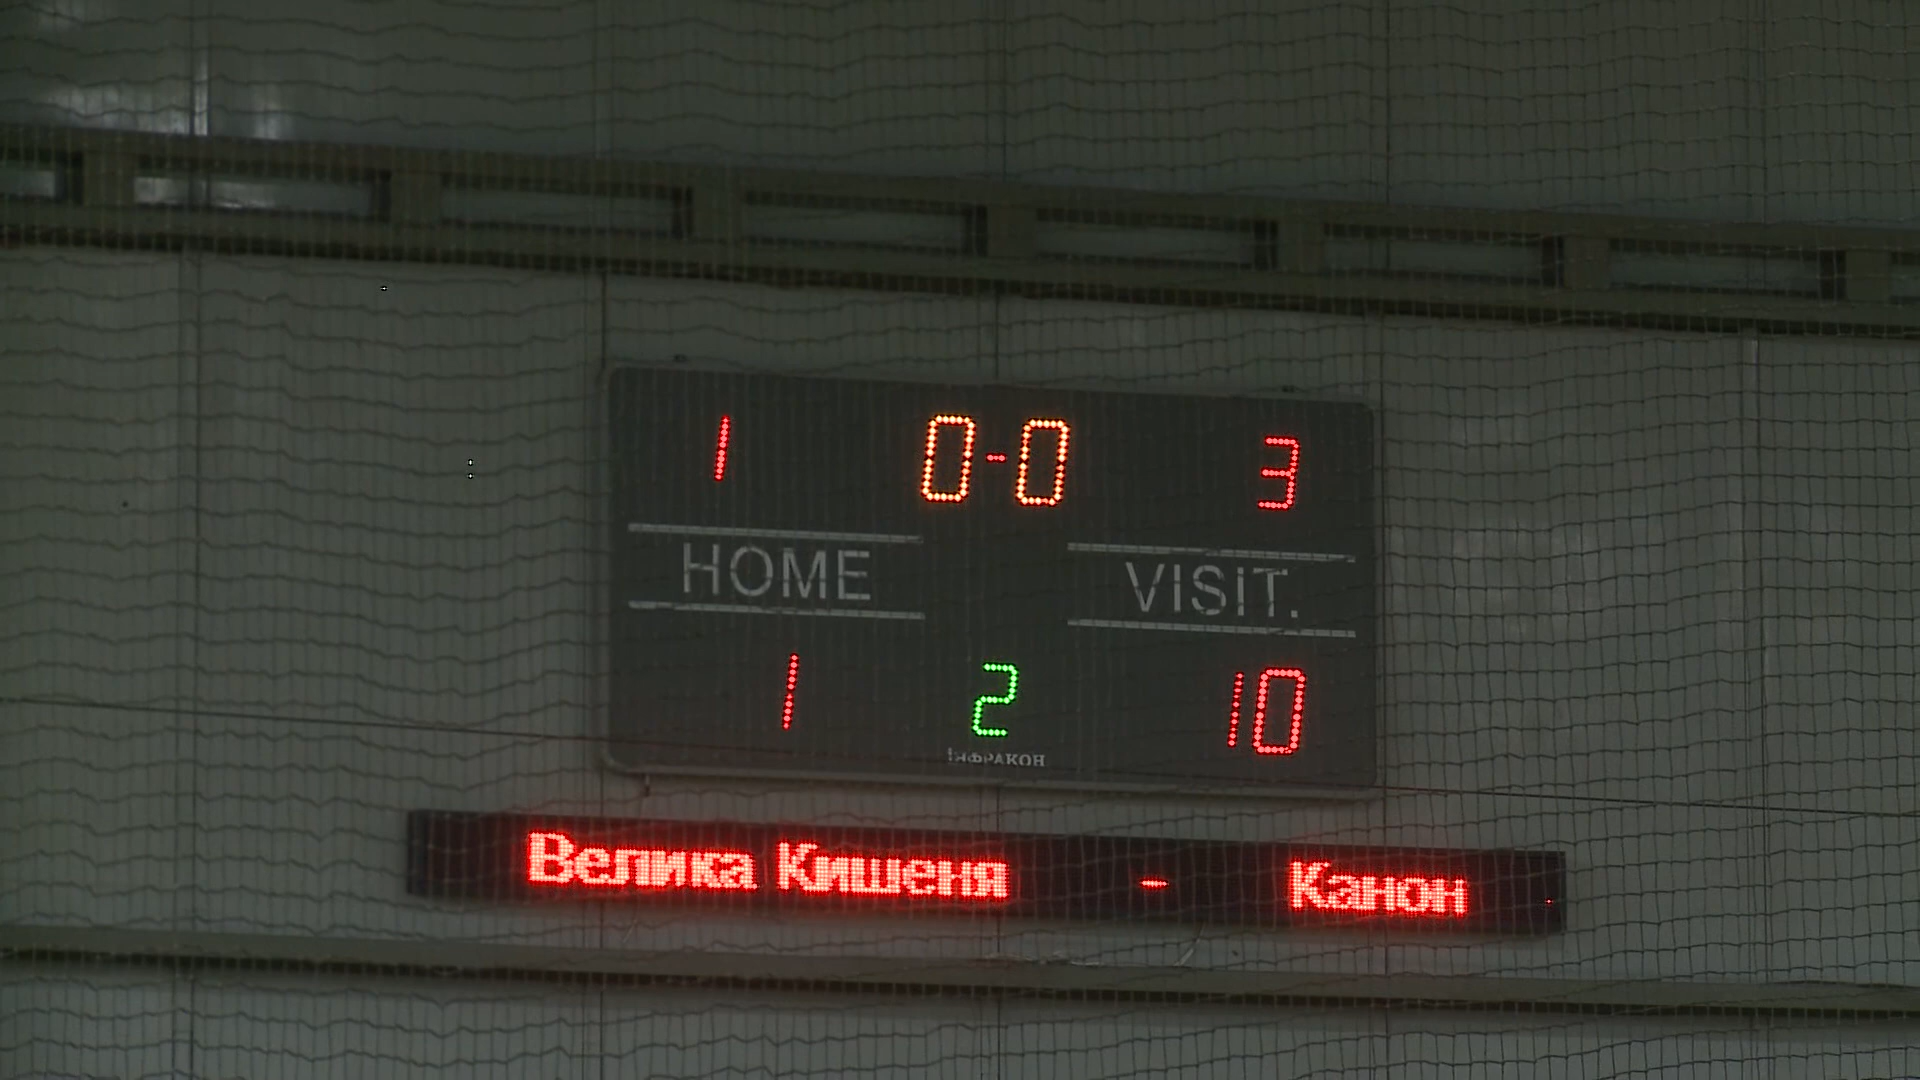 1 0-0 3
HOME VISIT.
1 2 10
ІНФРАКОН
Велика Кишеня - Канон